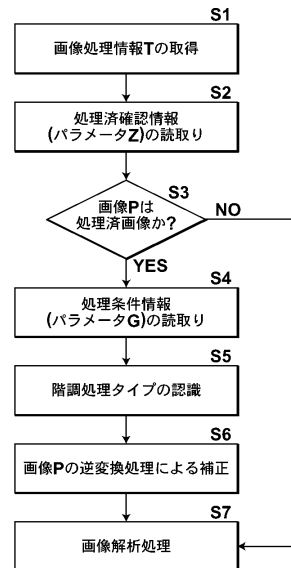 S1
画像処理情報Tの取得
S2
処理済確認情報
(パラメータZ)の読取り
S3
画像Pは
処理済画像か?
NO
YES
S4
処理条件情報
(パラメータG)の読取り
S5
階調処理タイプの認識
S6
画像Pの逆変換処理による補正
S7
画像解析処理